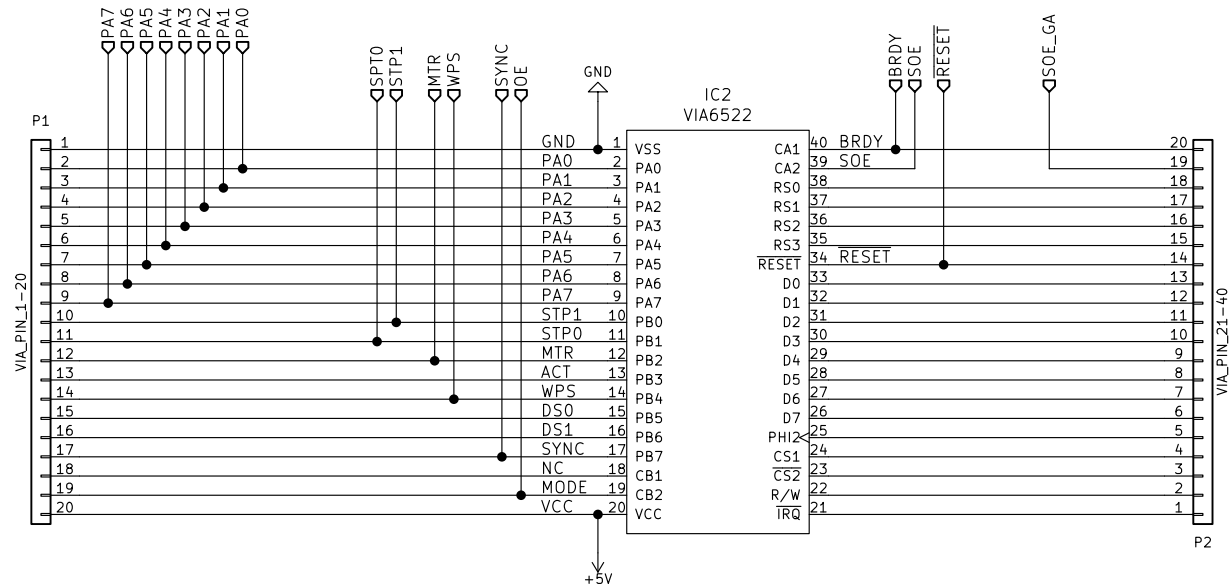 PA7 PA6 PA5 PA4 PA3 PA2 PA1 PA0
SPT0 STP1 MTR WPS SYNC OE
GND
BRDY SOE RESET SOE_GA
IC2
VIA6522
P1
1 GND 1 VSS CA1 40 BRDY 20
2 PA0 2 PA0 CA2 39 SOE 19
3 PA1 3 PA1 RS0 38 18
4 PA2 4 PA2 RS1 37 17
5 PA3 5 PA3 RS2 36 16
6 PA4 6 PA4 RS3 35 15
7 PA5 7 PA5 RESET 34 RESET 14
8 PA6 8 PA6 D0 33 13
9 PA7 9 PA7 D1 32 12
10 STP1 10 PB0 D2 31 11
11 STP0 11 PB1 D3 30 10
12 MTR 12 PB2 D4 29 9
13 ACT 13 PB3 D5 28 8
14 WPS 14 PB4 D6 27 7
15 DS0 15 PB5 D7 26 6
16 DS1 16 PB6 PHI2 25 5
17 SYNC 17 PB7 CS1 24 4
18 NC 18 CB1 CS2 23 3
19 MODE 19 CB2 R/W 22 2
20 VCC 20 VCC IRQ 21 1
VIA_PIN_1-20
VIA_PIN_21-40
P2
+5V